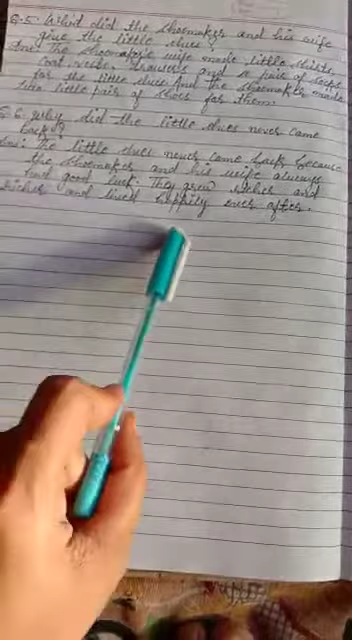 Q.5. What did the Shoemaker and his wife
give the little elves?
Ans. The Shoemaker's wife made little shirts,
coat, vests, trousers and a pair of socks
for the little elves and the Shoemaker made
the little pair of shoes for them.
Q.6. Why did the little elves never came
back?
Ans. The little elves never came back because
the shoemaker and his wife always
had good luck. They grew richer and
richer and lived happily ever after.